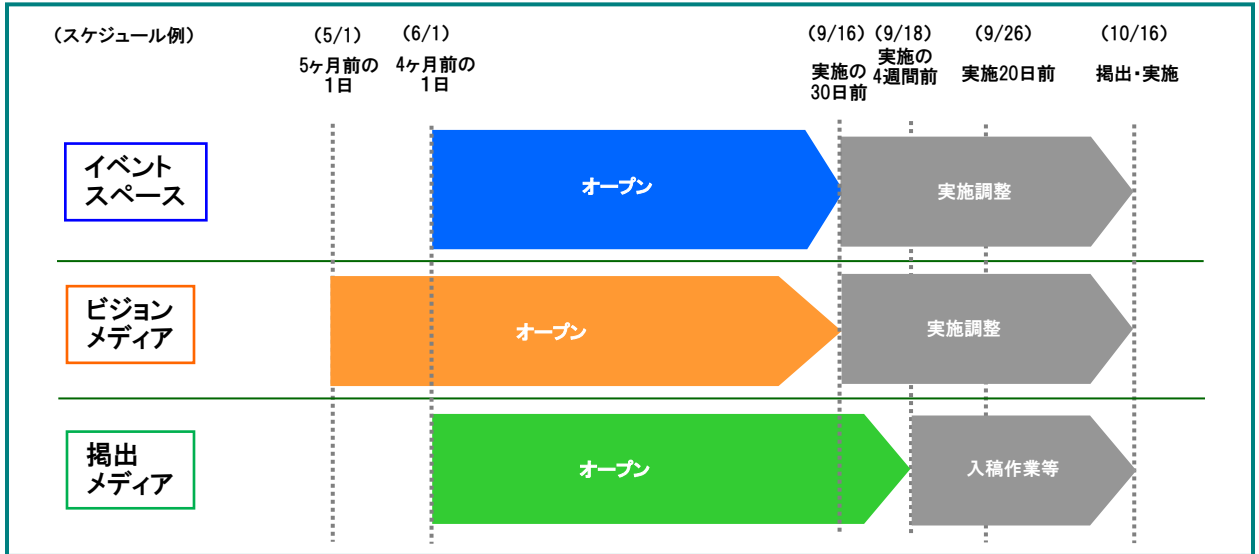 (スケジュール例)
(5/1)
5ヶ月前の
1日
(6/1)
4ヶ月前の
1日
(9/16)
実施の
30日前
(9/18)
実施の
4週間前
(9/26)
実施20日前
(10/16)
掲出・実施
イベント
スペース
オープン
実施調整
ビジョン
メディア
オープン
実施調整
掲出
メディア
オープン
入稿作業等